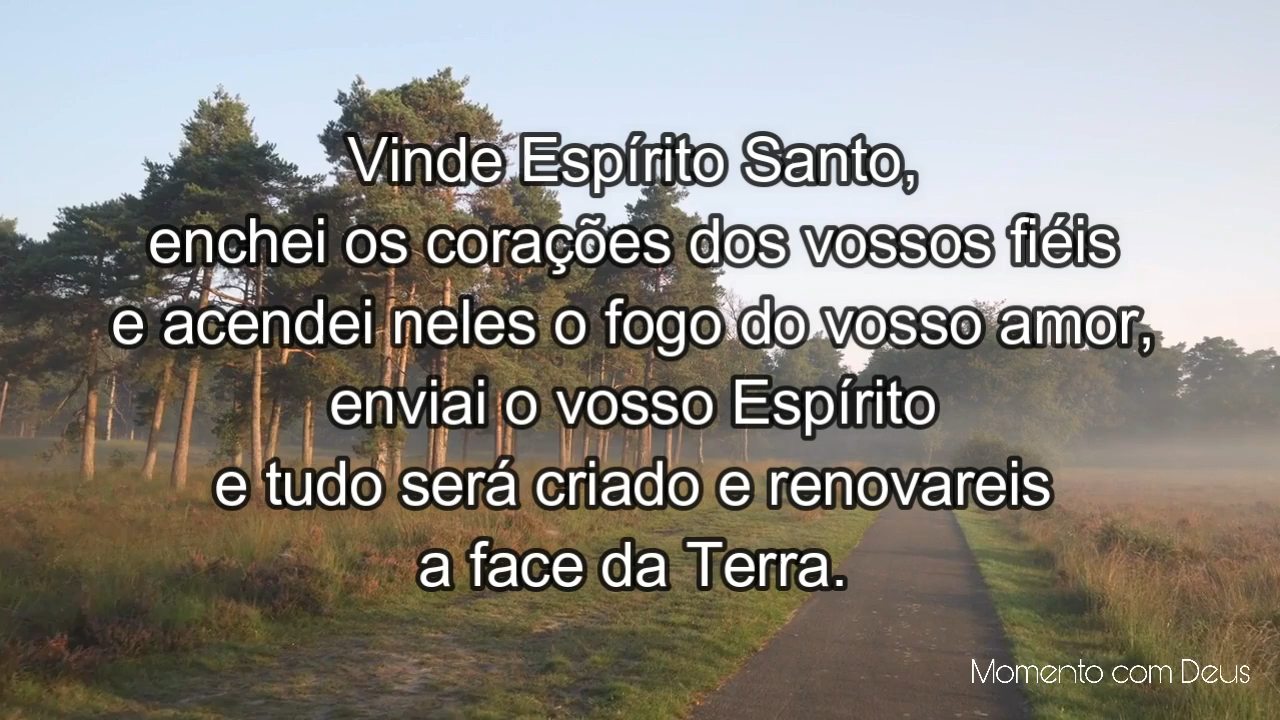 Vinde Espírito Santo,
enchei os corações dos vossos fiéis
e acendei neles o fogo do vosso amor,
enviai o vosso Espírito
e tudo será criado e renovareis
a face da Terra.
Momento com Deus